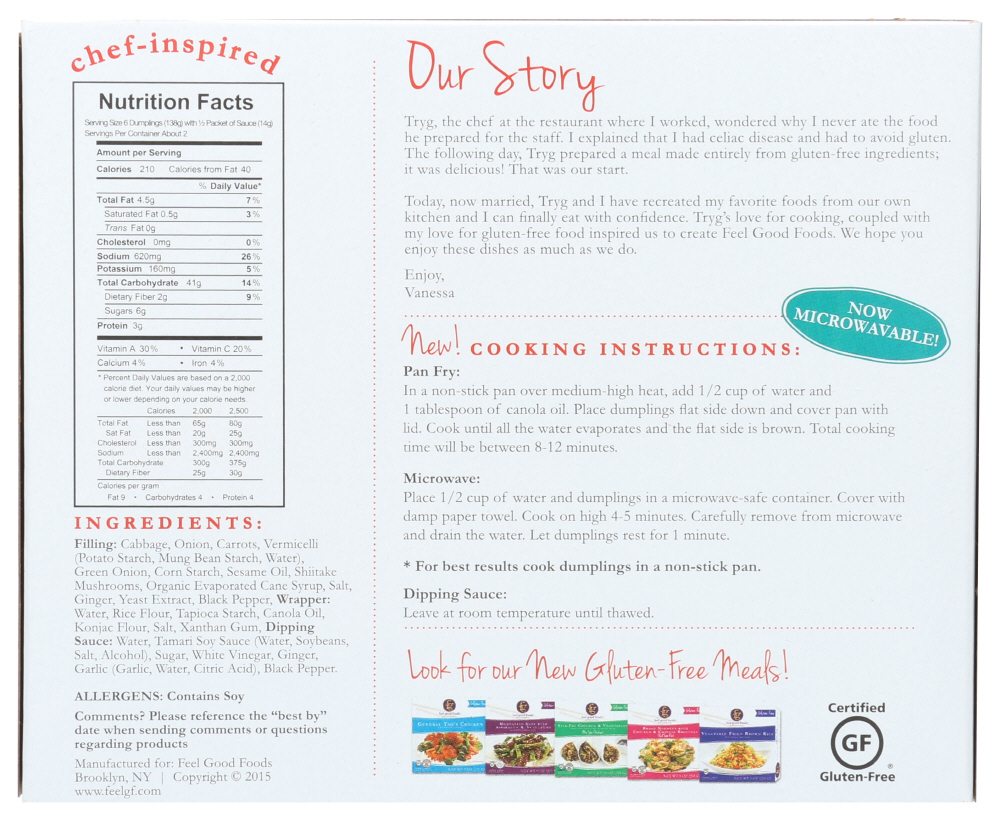 chef-inspired
Nutrition Facts
Serving Size 6 Dumplings (138g) with ½ Packet of Sauce (14g)
Servings Per Container About 2
Amount per Serving
Calories 210 Calories from Fat 40
% Daily Value*
Total Fat 4.5g 7%
Saturated Fat 0.5g 3%
Trans Fat 0g
Cholesterol 0mg 0%
Sodium 620mg 26%
Potassium 160mg 5%
Total Carbohydrate 41g 14%
Dietary Fiber 2g 9%
Sugars 6g
Protein 3g
Vitamin A 30% • Vitamin C 20%
Calcium 4% • Iron 4%
* Percent Daily Values are based on a 2,000
calorie diet. Your daily values may be higher
or lower depending on your calorie needs.
Calories 2,000 2,500
Total Fat Less than 65g 80g
Sat Fat Less than 20g 25g
Cholesterol Less than 300mg 300mg
Sodium Less than 2,400mg 2,400mg
Total Carbohydrate 300g 375g
Dietary Fiber 25g 30g
Calories per gram
Fat 9 • Carbohydrates 4 • Protein 4
INGREDIENTS:
Filling: Cabbage, Onion, Carrots, Vermicelli
(Potato Starch, Mung Bean Starch, Water),
Green Onion, Corn Starch, Sesame Oil, Shiitake
Mushrooms, Organic Evaporated Cane Syrup, Salt,
Ginger, Yeast Extract, Black Pepper, Wrapper:
Water, Rice Flour, Tapioca Starch, Canola Oil,
Konjac Flour, Salt, Xanthan Gum, Dipping
Sauce: Water, Tamari Soy Sauce (Water, Soybeans,
Salt, Alcohol), Sugar, White Vinegar, Ginger,
Garlic (Garlic, Water, Citric Acid), Black Pepper.
ALLERGENS: Contains Soy
Comments? Please reference the “best by”
date when sending comments or questions
regarding products
Manufactured for: Feel Good Foods
Brooklyn, NY | Copyright © 2015
www.feelgf.com
Our Story
Tryg, the chef at the restaurant where I worked, wondered why I never ate the food
he prepared for the staff. I explained that I had celiac disease and had to avoid gluten.
The following day, Tryg prepared a meal made entirely from gluten-free ingredients;
it was delicious! That was our start.
Today, now married, Tryg and I have recreated my favorite foods from our own
kitchen and I can finally eat with confidence. Tryg’s love for cooking, coupled with
my love for gluten-free food inspired us to create Feel Good Foods. We hope you
enjoy these dishes as much as we do.
Enjoy,
Vanessa
NOW
MICROWAVABLE!
New! COOKING INSTRUCTIONS:
Pan Fry:
In a non-stick pan over medium-high heat, add 1/2 cup of water and
1 tablespoon of canola oil. Place dumplings flat side down and cover pan with
lid. Cook until all the water evaporates and the flat side is brown. Total cooking
time will be between 8-12 minutes.
Microwave:
Place 1/2 cup of water and dumplings in a microwave-safe container. Cover with
damp paper towel. Cook on high 4-5 minutes. Carefully remove from microwave
and drain the water. Let dumplings rest for 1 minute.
* For best results cook dumplings in a non-stick pan.
Dipping Sauce:
Leave at room temperature until thawed.
Look for our New Gluten-Free Meals!
General Tso's Chicken
Vegetable Fried Brown Rice
Certified
GF
®
Gluten-Free